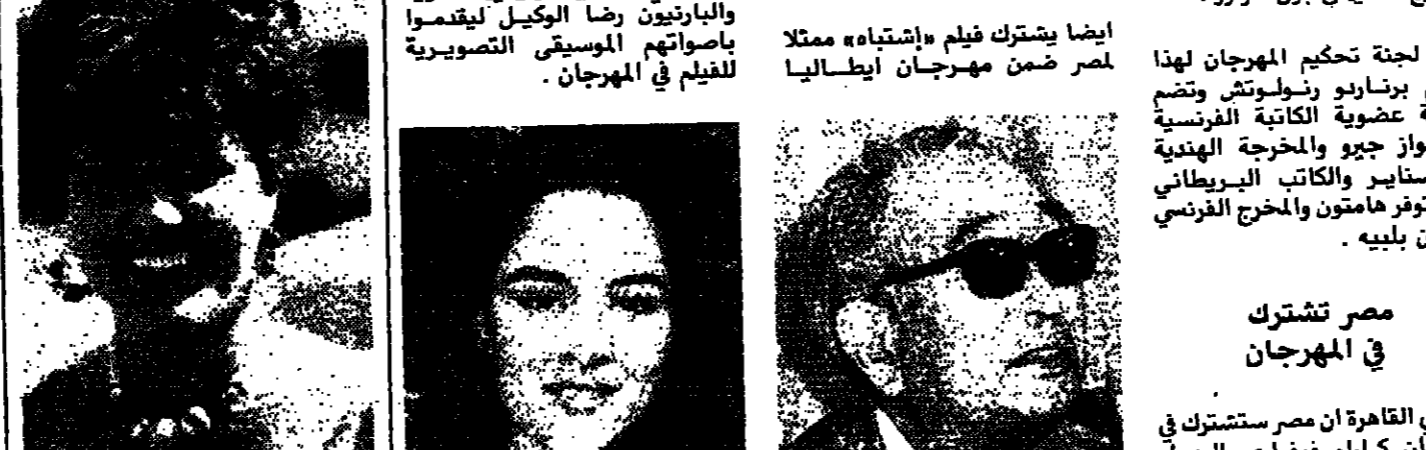 لجنة تحكيم المهرجان لهذا
برناردو رنولوتش وتضم
عضوية الكاتبة الفرنسية
جيرو والمخرجة الهندية
والكاتب البريطاني
هامتون والمخرج الفرنسي
بلييه .
مصر تشترك
في المهرجان
القاهرة ان مصر ستشترك في
ايضا يشترك فيلم «إشتباه» ممثلا
لمصر ضمن مهرجان ايطاليا
والبارنيون رضا الوكيل ليقدموا
باصواتهم الموسيقى التصويرية
للفيلم في المهرجان .